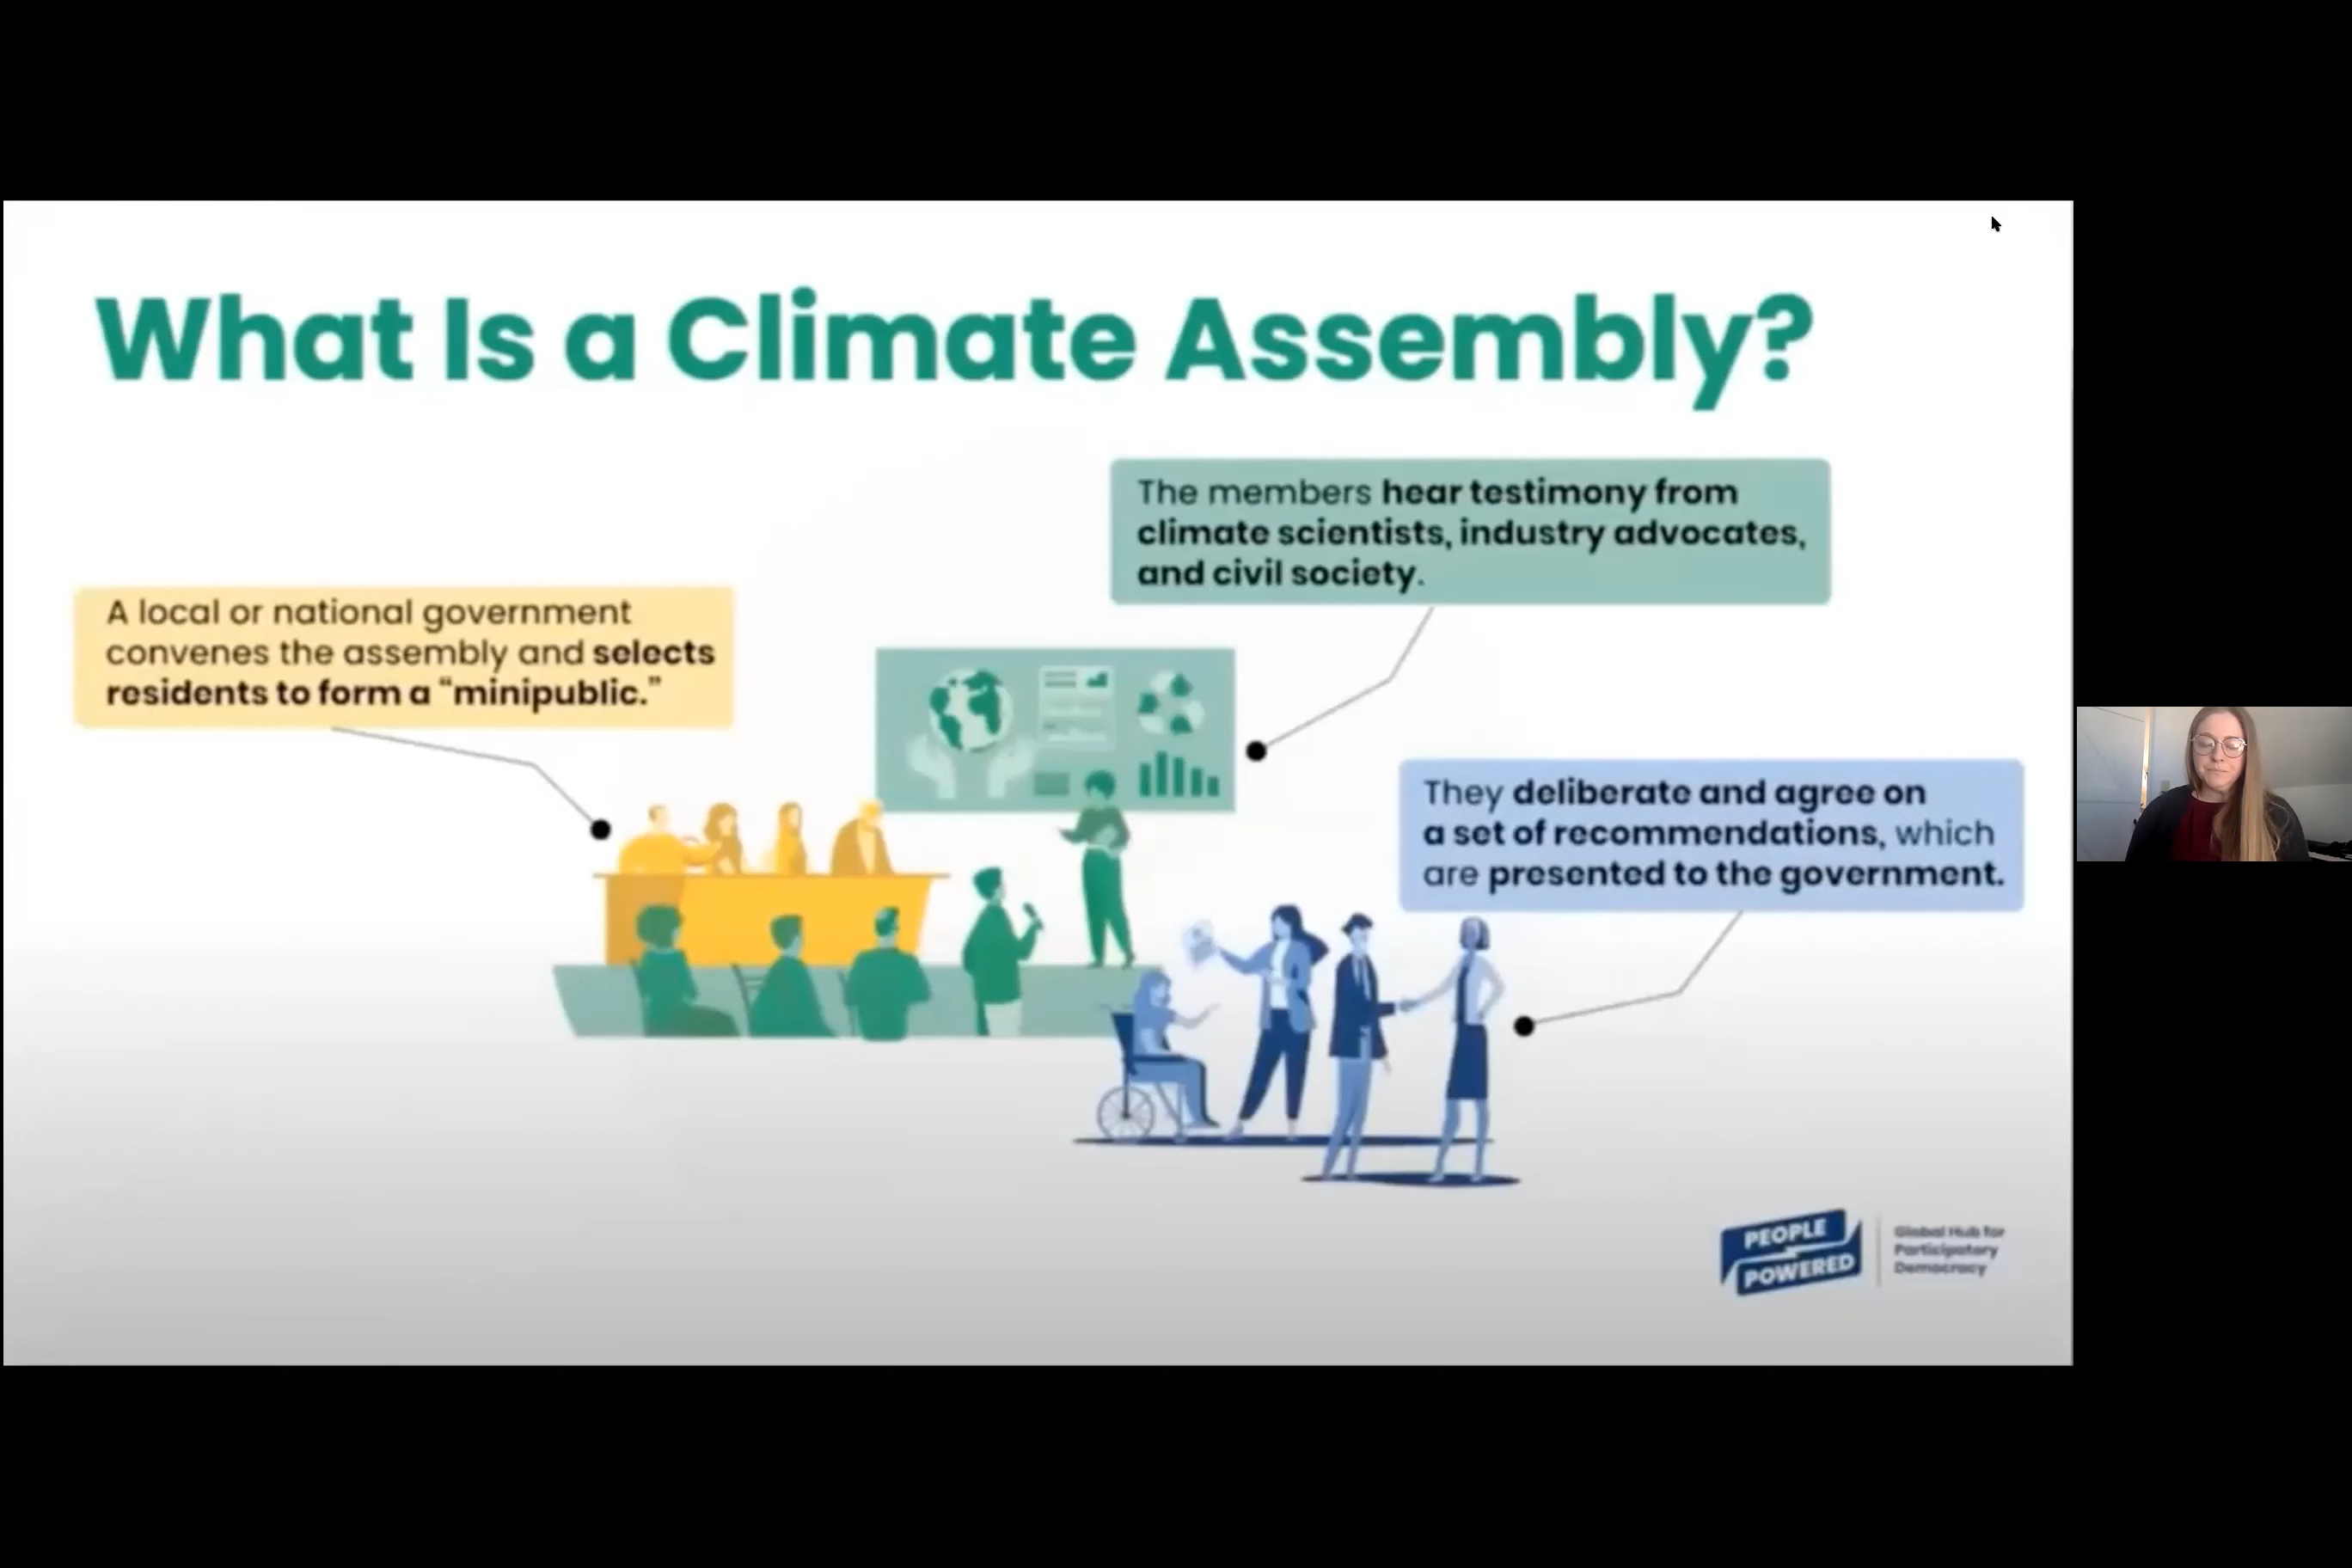 What Is a Climate Assembly?
The members hear testimony from
climate scientists, industry advocates,
and civil society.
A local or national government
convenes the assembly and selects
residents to form a “minipublic.”
They deliberate and agree on
a set of recommendations, which
are presented to the government.
PEOPLE
POWERED
Global Hub for
Participatory
Democracy